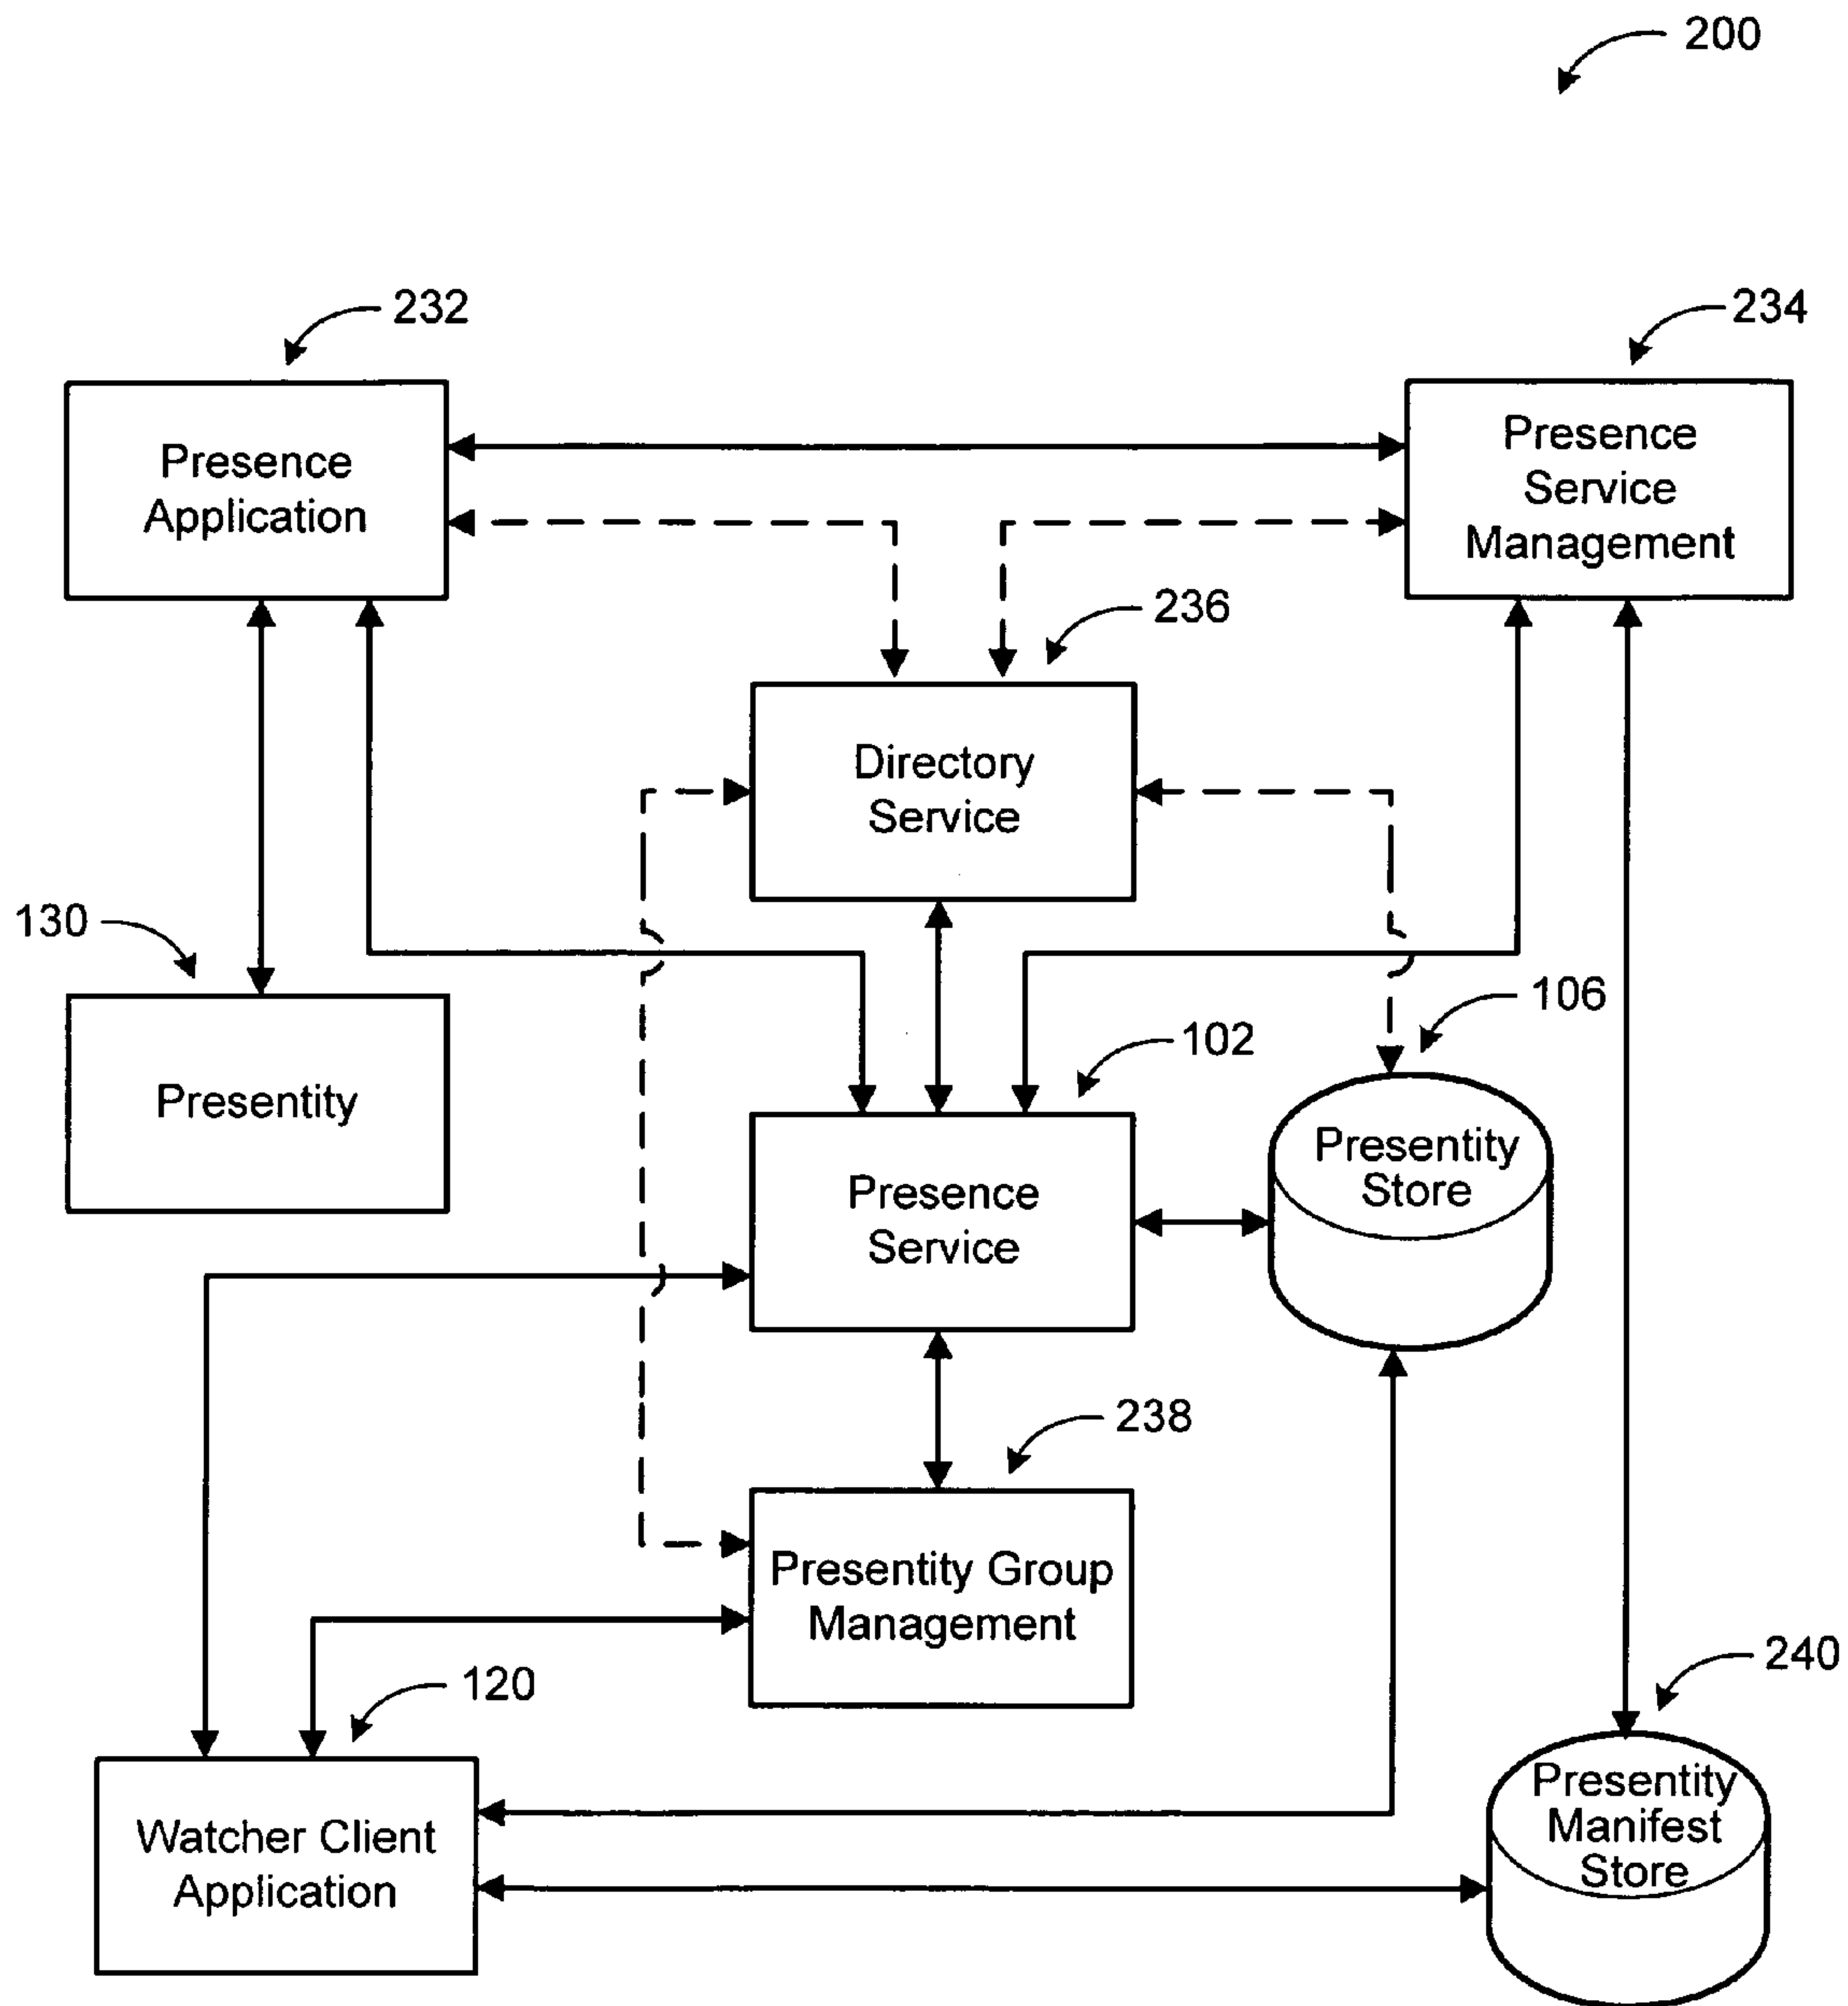 200
232
234
Presence
Application
Presence
Service
Management
236
Directory
Service
130
106
102
Presentity
Presentity
Store
Presence
Service
238
Presentity Group
Management
240
120
Presentity
Manifest
Store
Watcher Client
Application